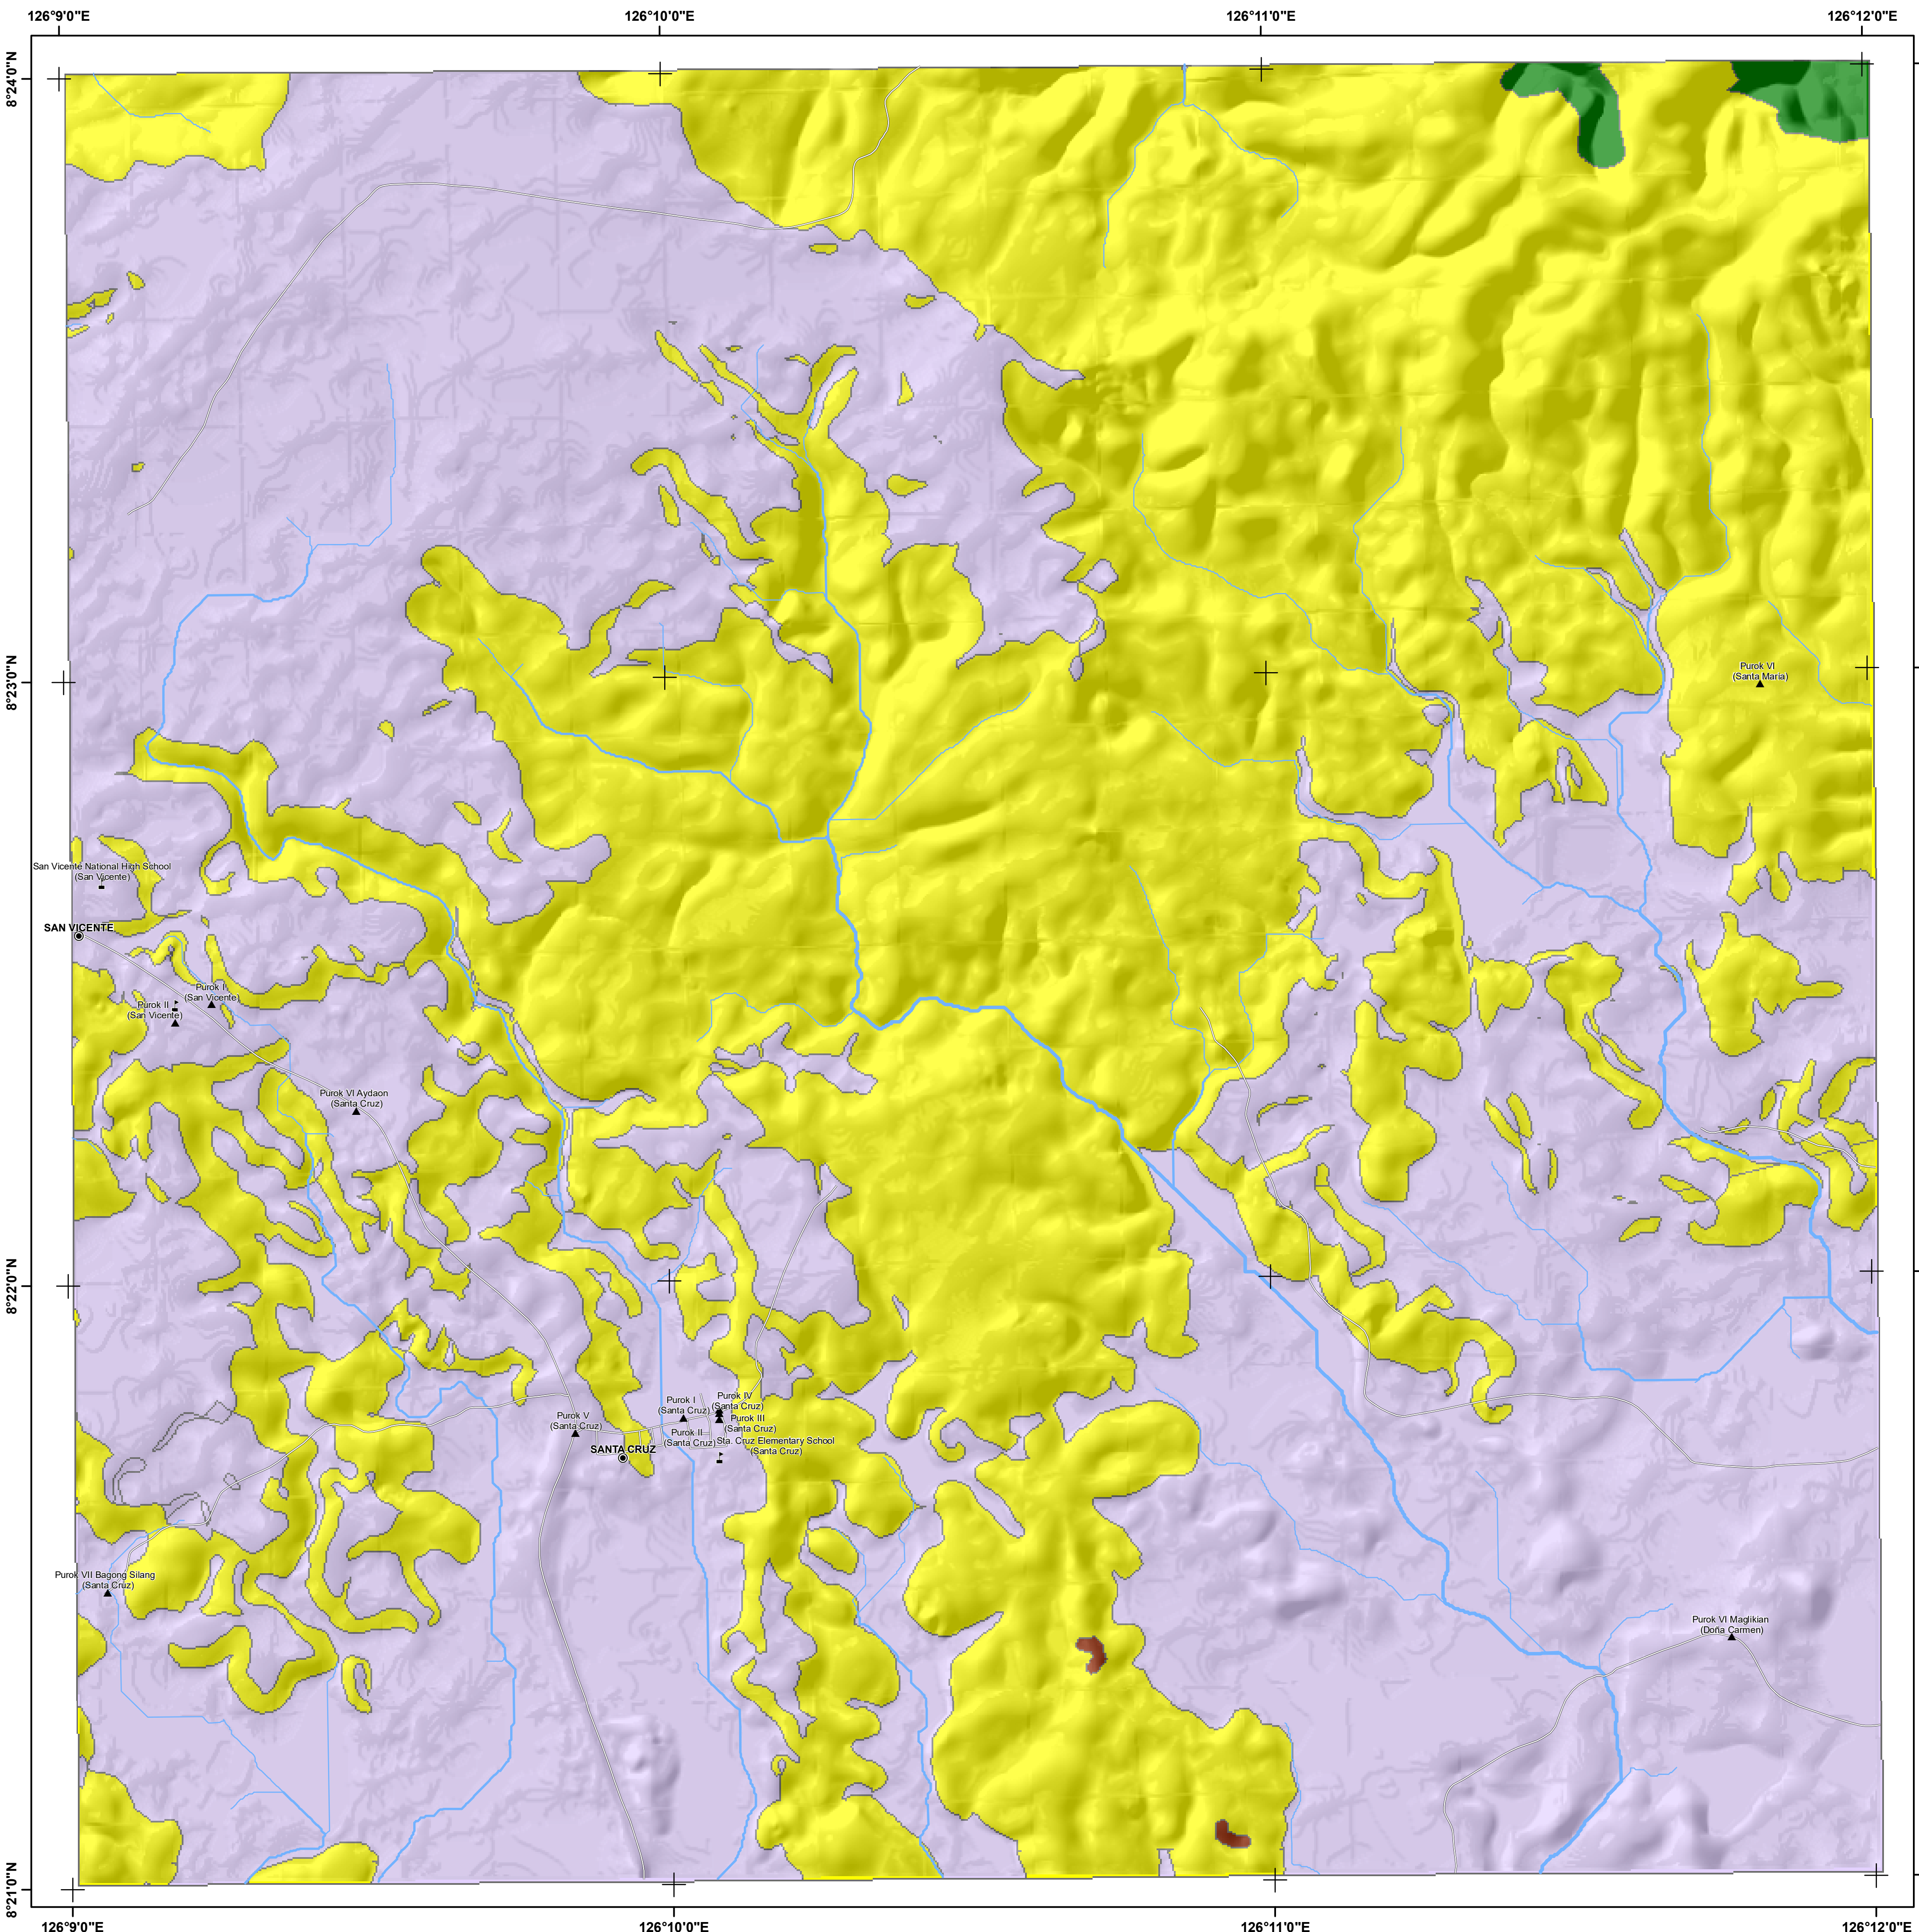 126°9'0"E
126°10'0"E
126°11'0"E
126°12'0"E
8°24'0"N
8°23'0"N
Purok VI
(Santa Maria)
San Vicente National High School
(San Vicente)
SAN VICENTE
Purok I
(San Vicente)
Purok II
(San Vicente)
Purok VI Aydaon
(Santa Cruz)
8°22'0"N
Purok IV
(Santa Cruz)
Purok I
(Santa Cruz)
Purok III
(Santa Cruz)
Purok V
(Santa Cruz)
Purok II
(Santa Cruz)
Sta. Cruz Elementary School
(Santa Cruz)
SANTA CRUZ
Purok VII Bagong Silang
(Santa Cruz)
Purok VI Maglikian
(Doña Carmen)
8°21'0"N
126°9'0"E
126°10'0"E
126°11'0"E
126°12'0"E